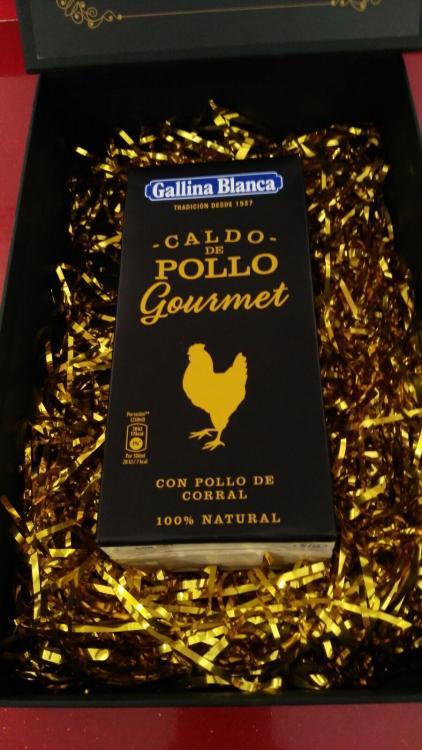 Gallina Blanca
TRADICIÓN DESDE 1937
-CALDO-
DE
POLLO
Gourmet
CON POLLO DE
CORRAL
100% NATURAL